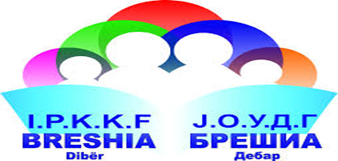 I.P.K.K.F
BRESHIA
Dibër
Ј.О.У.Д.Г
БРЕШИА
Дебар